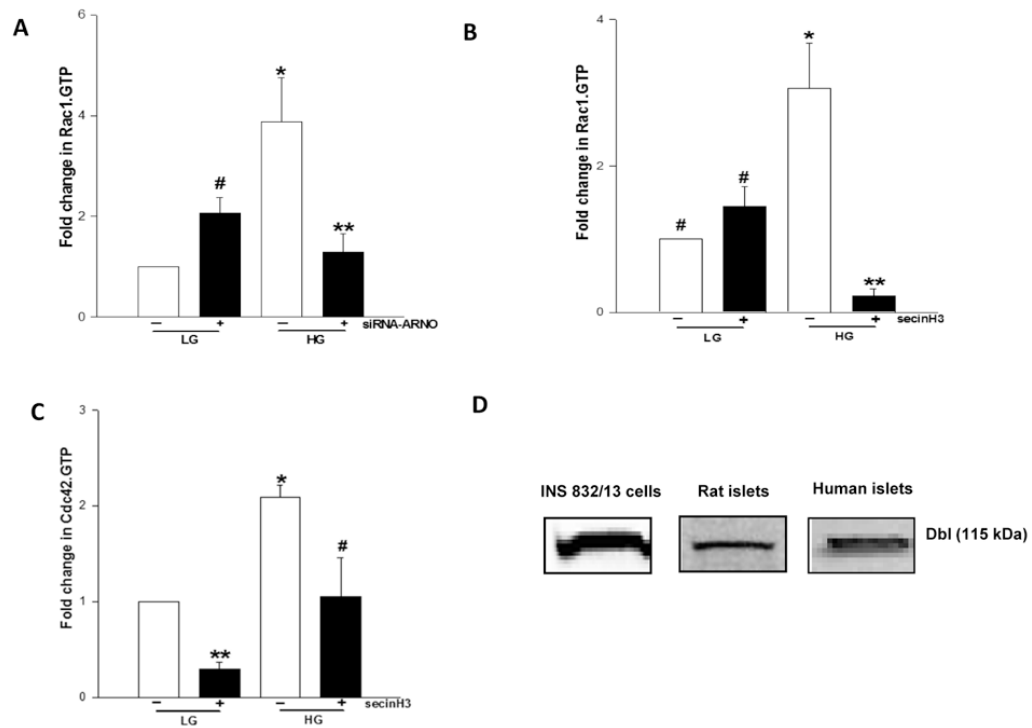 A
Fold change in Rac1.GTP
6
4
2
0
#
*
**
− + − + siRNA-ARNO
LG HG
B
Fold change in Rac1.GTP
4
2
0
#
#
*
**
− + − + secinH3
LG HG
C
Fold change in Cdc42.GTP
3
2
1
0
**
*
#
− + − + secinH3
LG HG
D
INS 832/13 cells Rat islets Human islets
Dbl (115 kDa)